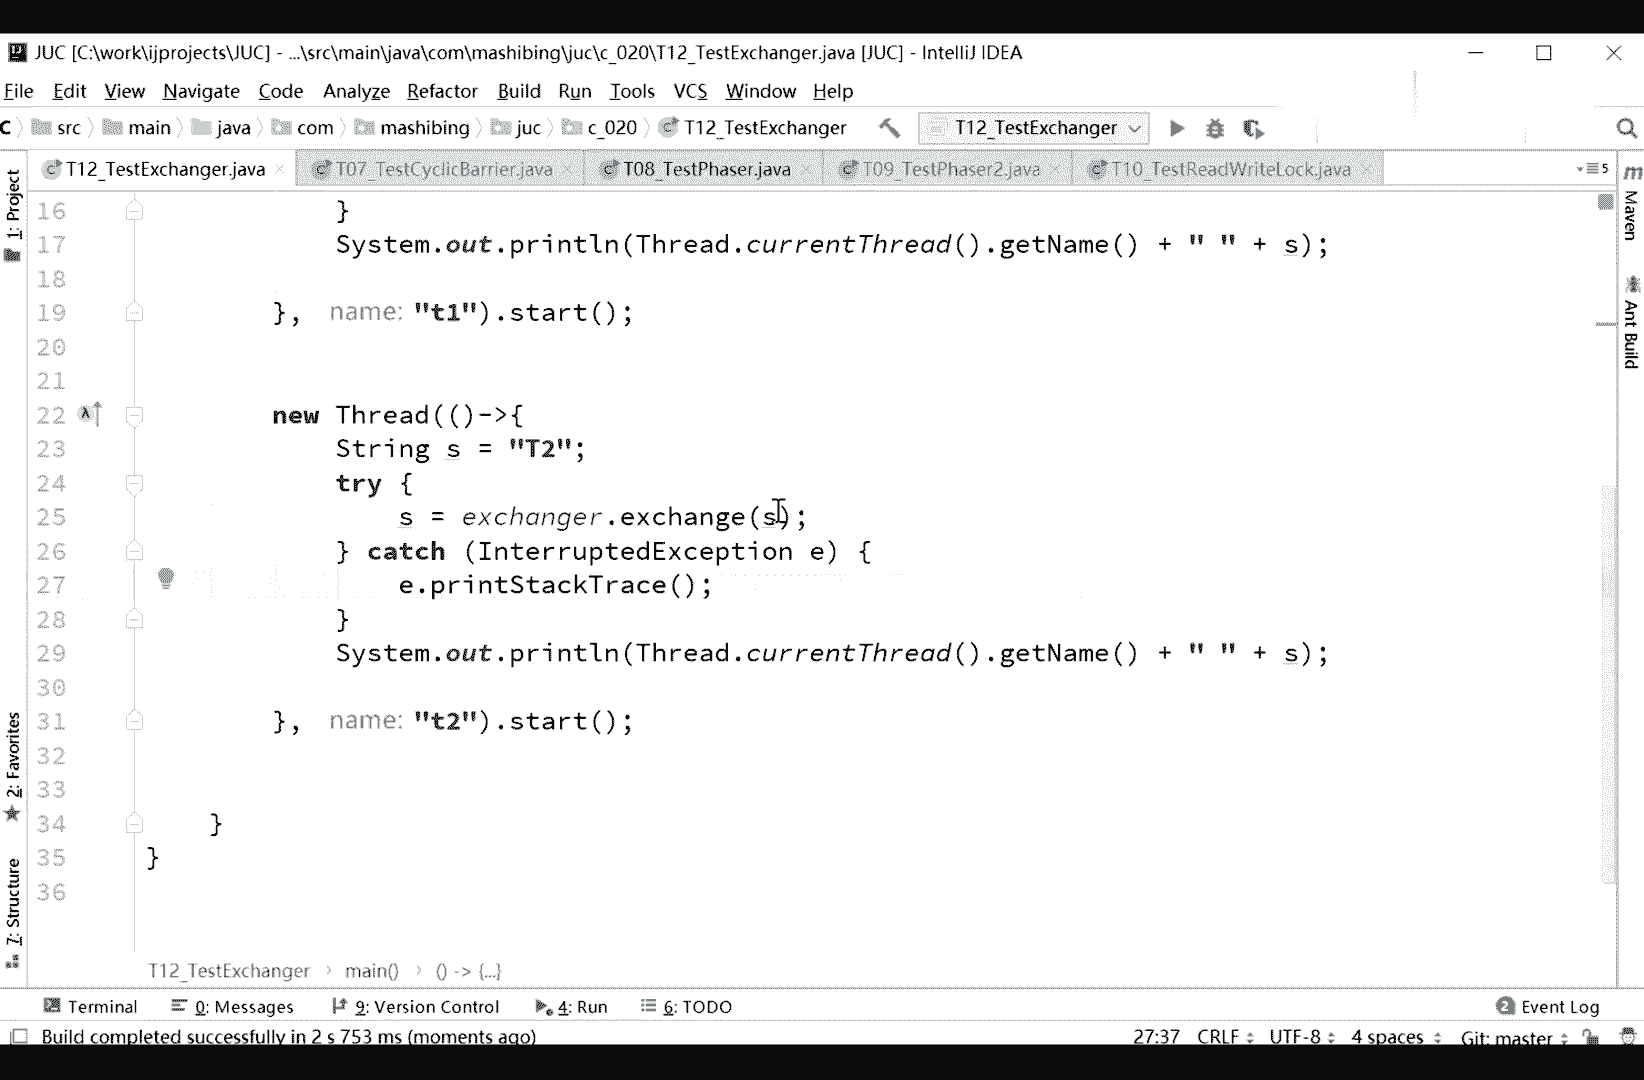 JUC [C:\work\ijprojects\JUC] - ...\src\main\java\com\mashibing\juc\c_020\T12_TestExchanger.java [JUC] - IntelliJ IDEA
File Edit View Navigate Code Analyze Refactor Build Run Tools VCS Window Help
C src main java com mashibing juc c_020 T12_TestExchanger T12_TestExchanger
T12_TestExchanger.java T07_TestCyclicBarrier.java T08_TestPhaser.java T09_TestPhaser2.java T10_TestReadWriteLock.java 5
1: Project
2: Favorites
7: Structure
16 }
17 System.out.println(Thread.currentThread().getName() + " " + s);
18
19 }, name: "t1").start();
20
21
22 new Thread(()->{
23 String s = "T2";
24 try {
25 s = exchanger.exchange(s);
26 } catch (InterruptedException e) {
27 e.printStackTrace();
28 }
29 System.out.println(Thread.currentThread().getName() + " " + s);
30
31 }, name: "t2").start();
32
33
34 }
35 }
36
m Maven
Ant Build
T12_TestExchanger › main() › () -> {...}
Terminal 0: Messages 9: Version Control 4: Run 6: TODO 2 Event Log
Build completed successfully in 2 s 753 ms (moments ago) 27:37 CRLF UTF-8 4 spaces Git: master